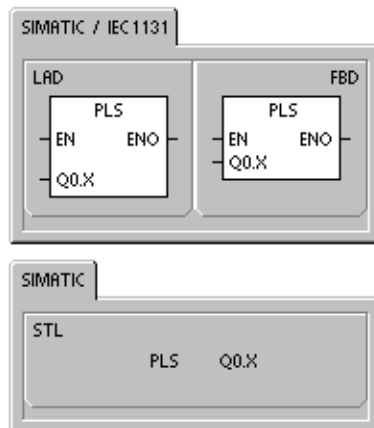 SIMATIC / IEC1131
LAD
FBD
PLS
EN ENO
Q0.X
PLS
EN ENO
Q0.X
SIMATIC
STL
PLS Q0.X